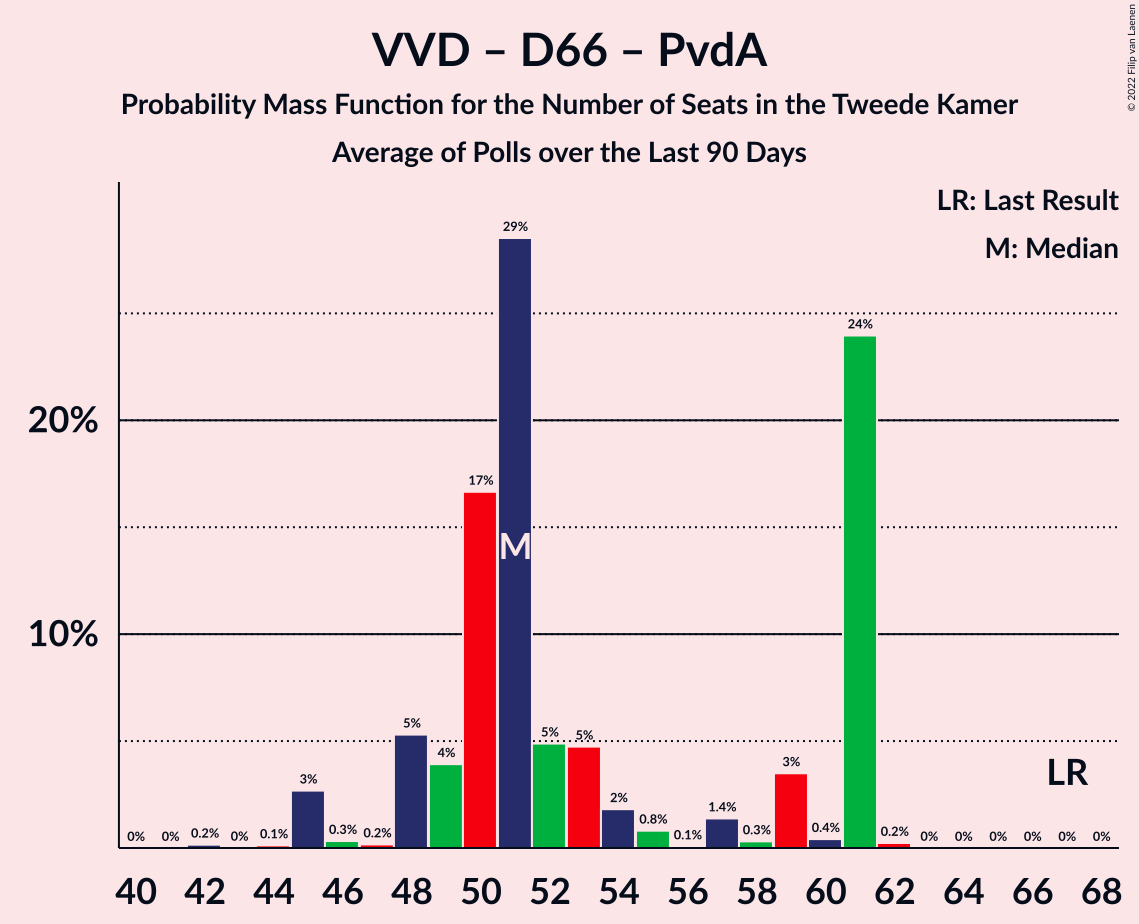 VVD – D66 – PvdA
Probability Mass Function for the Number of Seats in the Tweede Kamer
Average of Polls over the Last 90 Days
© 2022 Filip van Laenen
LR: Last Result
M: Median
20%
10%
0% 0% 0.2% 0% 0.1% 3% 0.3% 0.2% 5% 4% 17% 29% 5% 5% 2% 0.8% 0.1% 1.4% 0.3% 3% 0.4% 24% 0.2% 0% 0% 0% 0% 0% 0%
M
LR
40 42 44 46 48 50 52 54 56 58 60 62 64 66 68